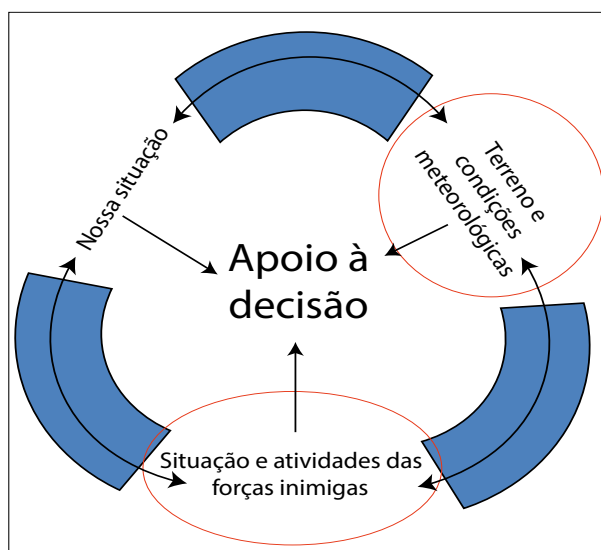 Nossa situação
Terreno e
condições
meteorológicas
Apoio à
decisão
Situação e atividades das
forças inimigas